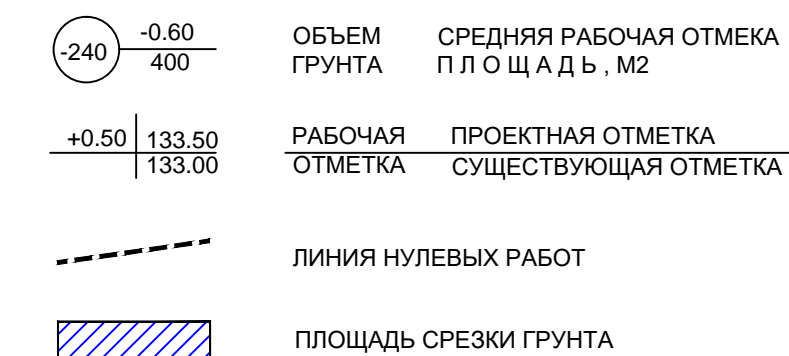 -240 -0.60 ОБЪЕМ СРЕДНЯЯ РАБОЧАЯ ОТМЕКА
400 ГРУНТА П Л О Щ А Д Ь , М2
+0.50 133.50 РАБОЧАЯ ПРОЕКТНАЯ ОТМЕТКА
133.00 ОТМЕТКА СУЩЕСТВУЮЩАЯ ОТМЕТКА
ЛИНИЯ НУЛЕВЫХ РАБОТ
ПЛОЩАДЬ СРЕЗКИ ГРУНТА